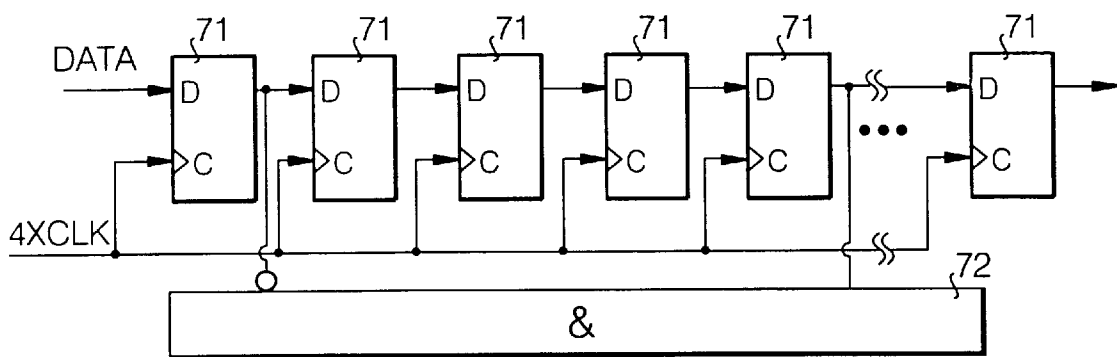 71 71 71 71 71 71
DATA
D D D D D D
C C C C C C
4XCLK
72
&